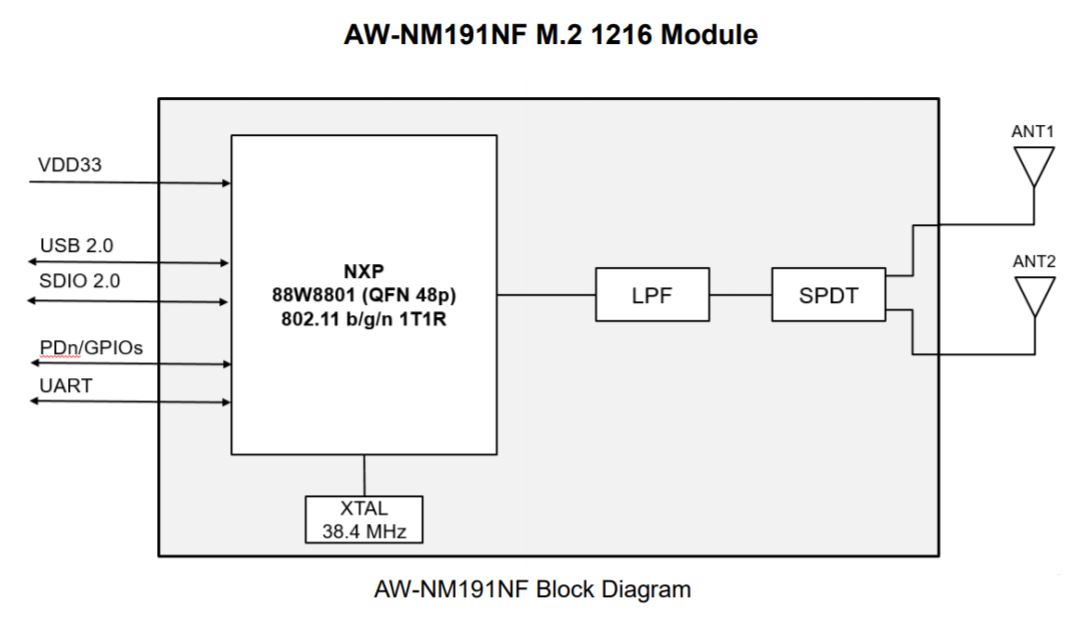 AW-NM191NF M.2 1216 Module
ANT1
VDD33
USB 2.0
ANT2
SDIO 2.0
NXP
88W8801 (QFN 48p)
802.11 b/g/n 1T1R
LPF
SPDT
PDn/GPIOs
UART
XTAL
38.4 MHz
AW-NM191NF Block Diagram